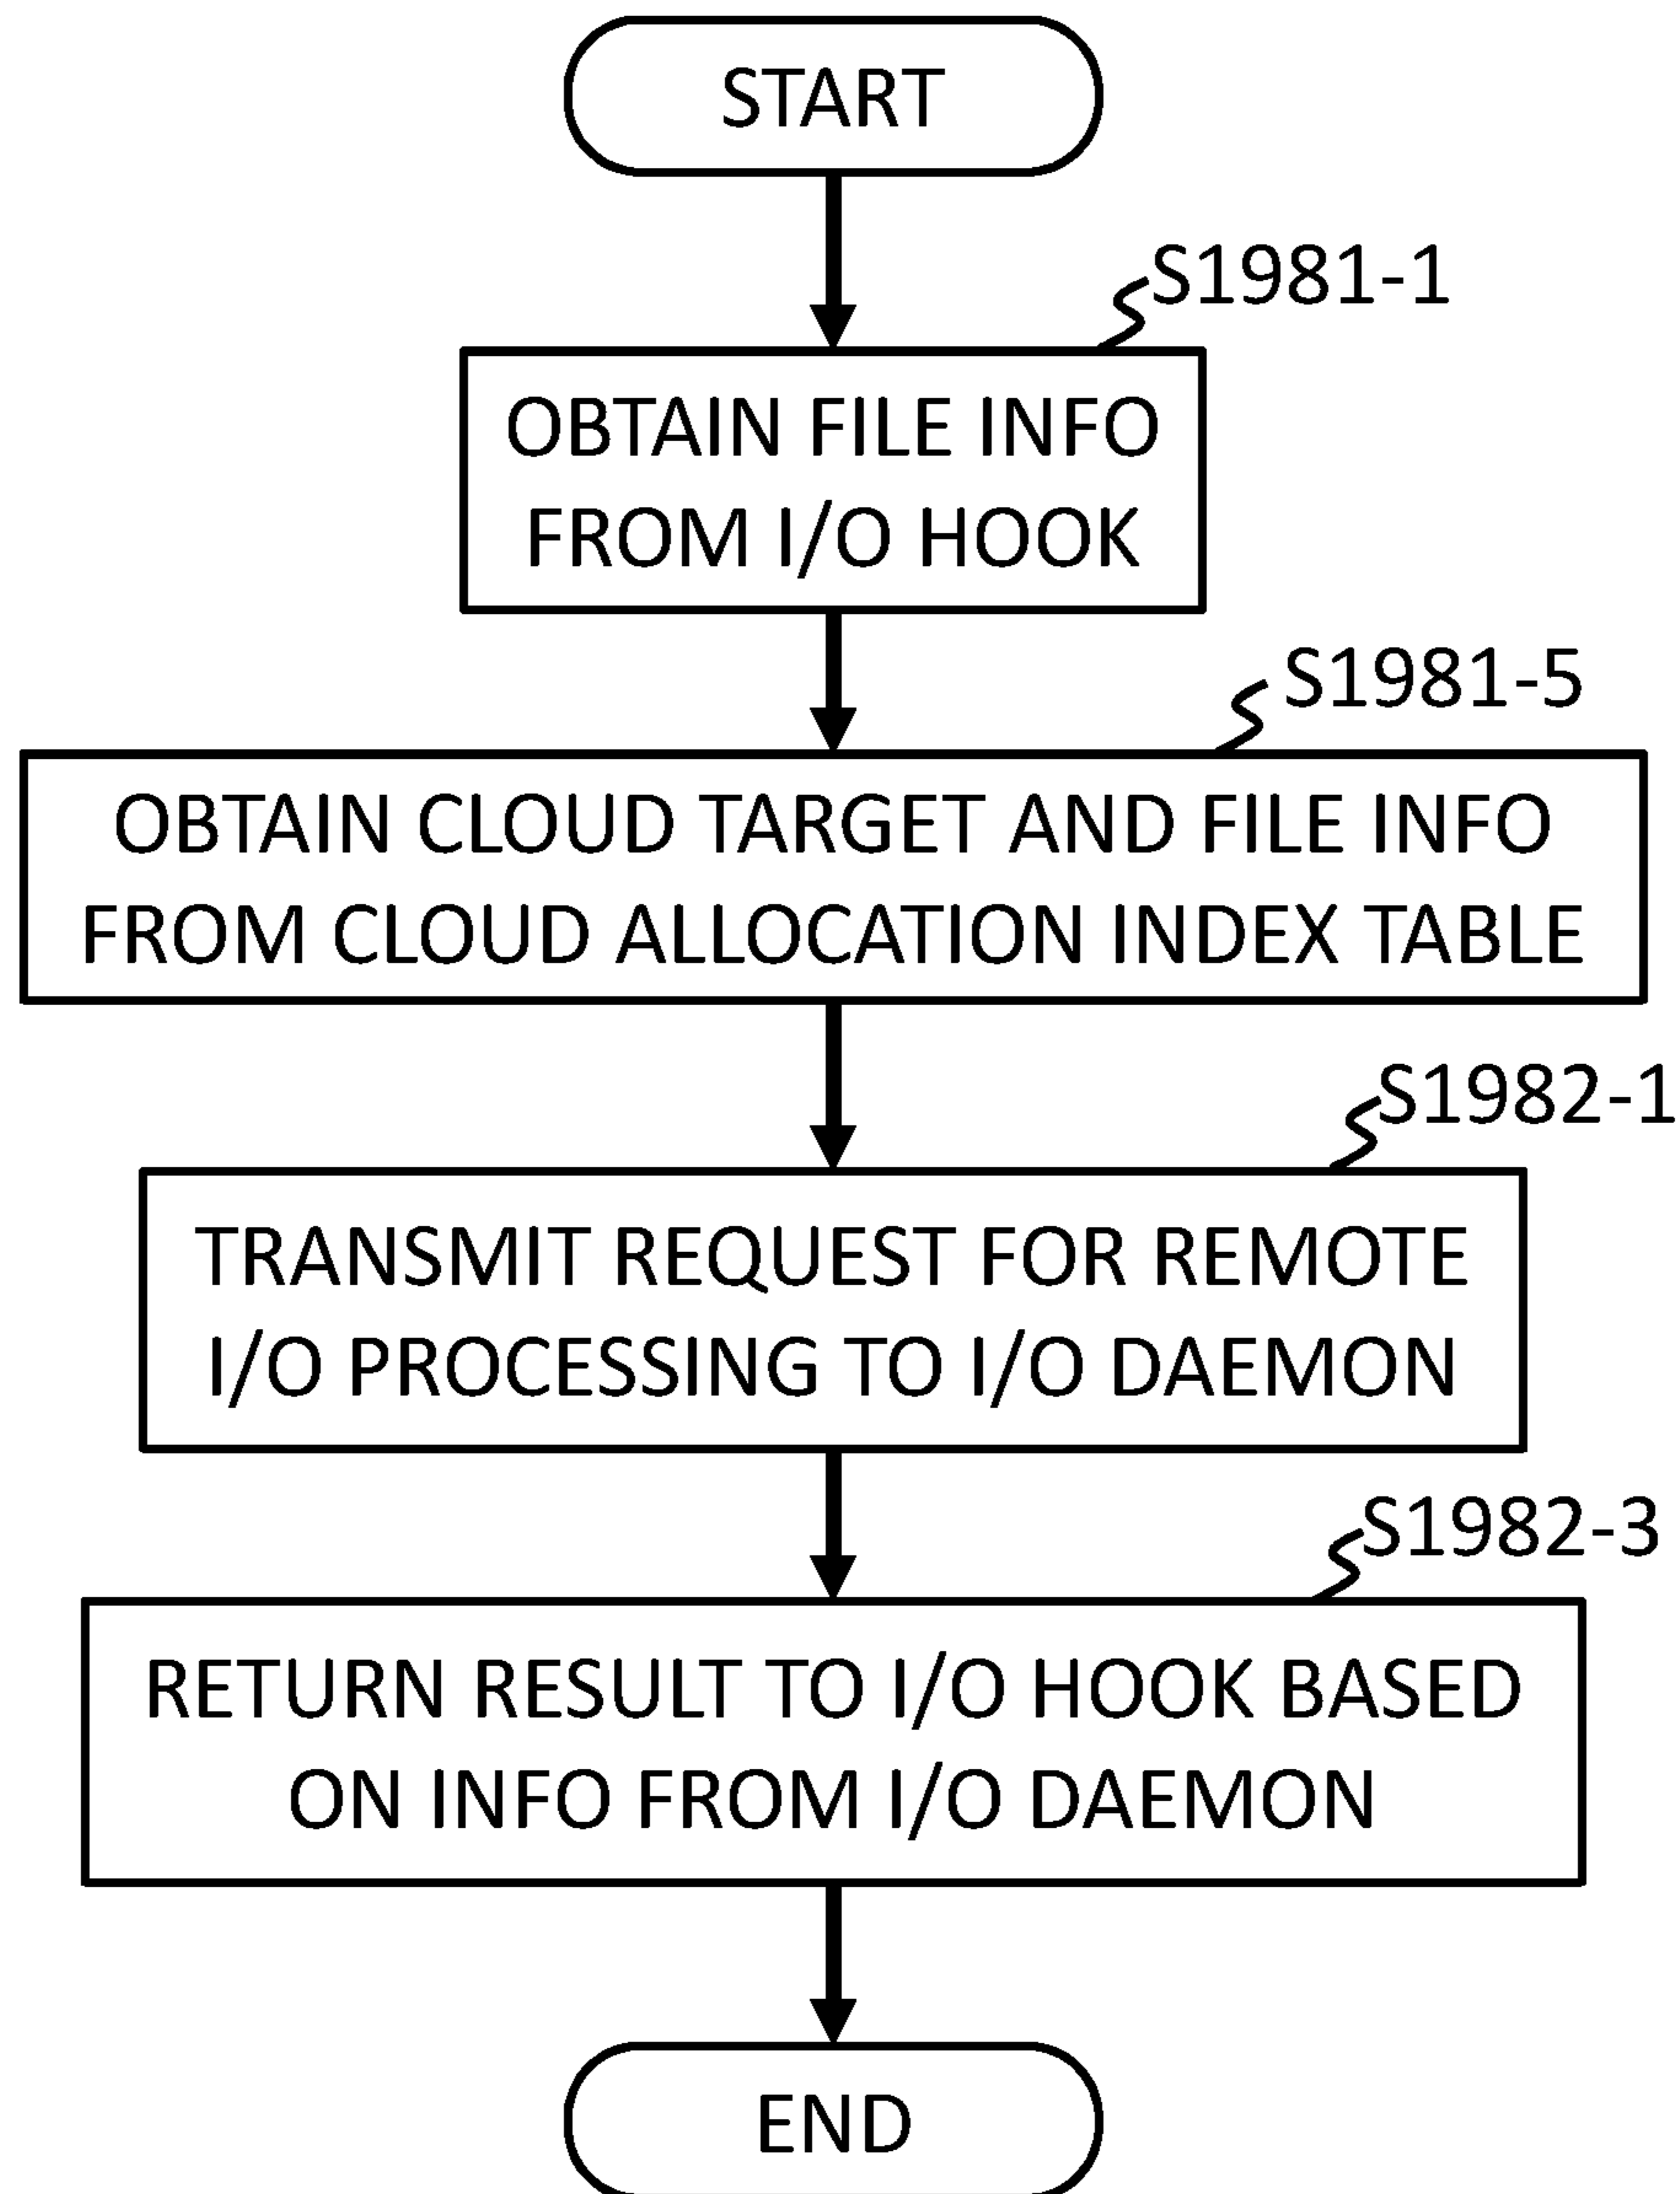 START
S1981-1
OBTAIN FILE INFO
FROM I/O HOOK
S1981-5
OBTAIN CLOUD TARGET AND FILE INFO
FROM CLOUD ALLOCATION INDEX TABLE
S1982-1
TRANSMIT REQUEST FOR REMOTE
I/O PROCESSING TO I/O DAEMON
S1982-3
RETURN RESULT TO I/O HOOK BASED
ON INFO FROM I/O DAEMON
END